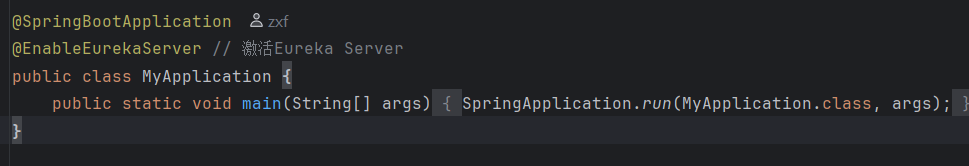 @SpringBootApplication zxf
@EnableEurekaServer // 激活Eureka Server
public class MyApplication {
    public static void main(String[] args) { SpringApplication.run(MyApplication.class, args); }
}